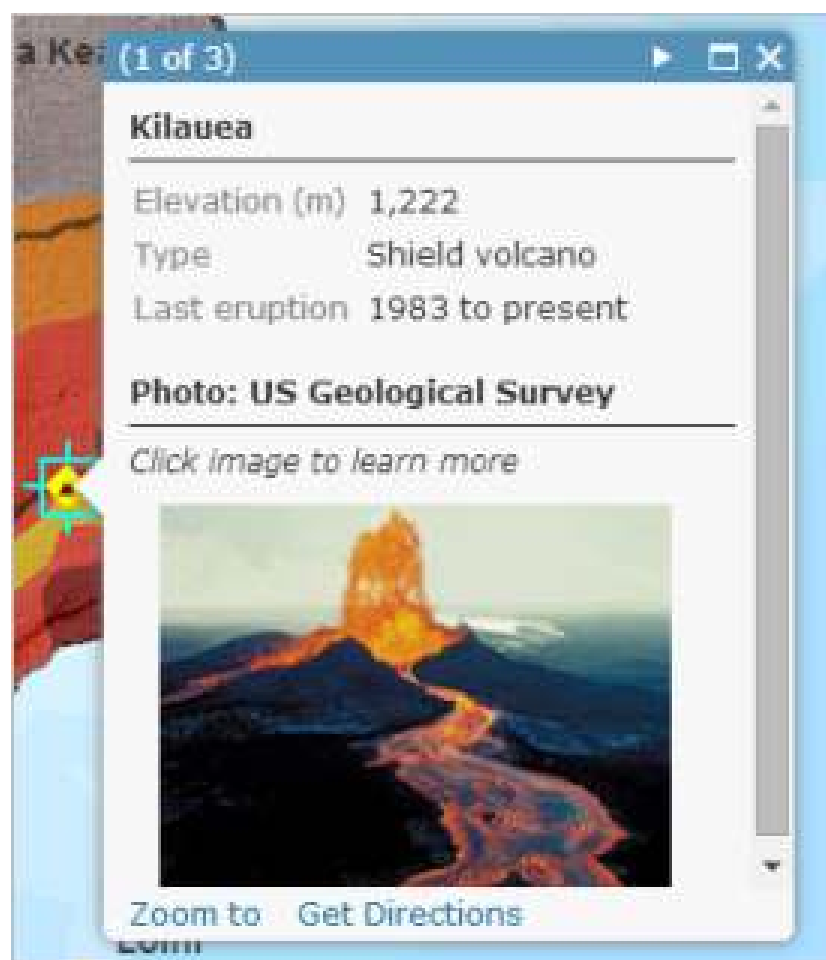 a Kea
(1 of 3)
Kilauea
Elevation (m) 1,222
Type Shield volcano
Last eruption 1983 to present
Photo: US Geological Survey
Click image to learn more
Zoom to Get Directions